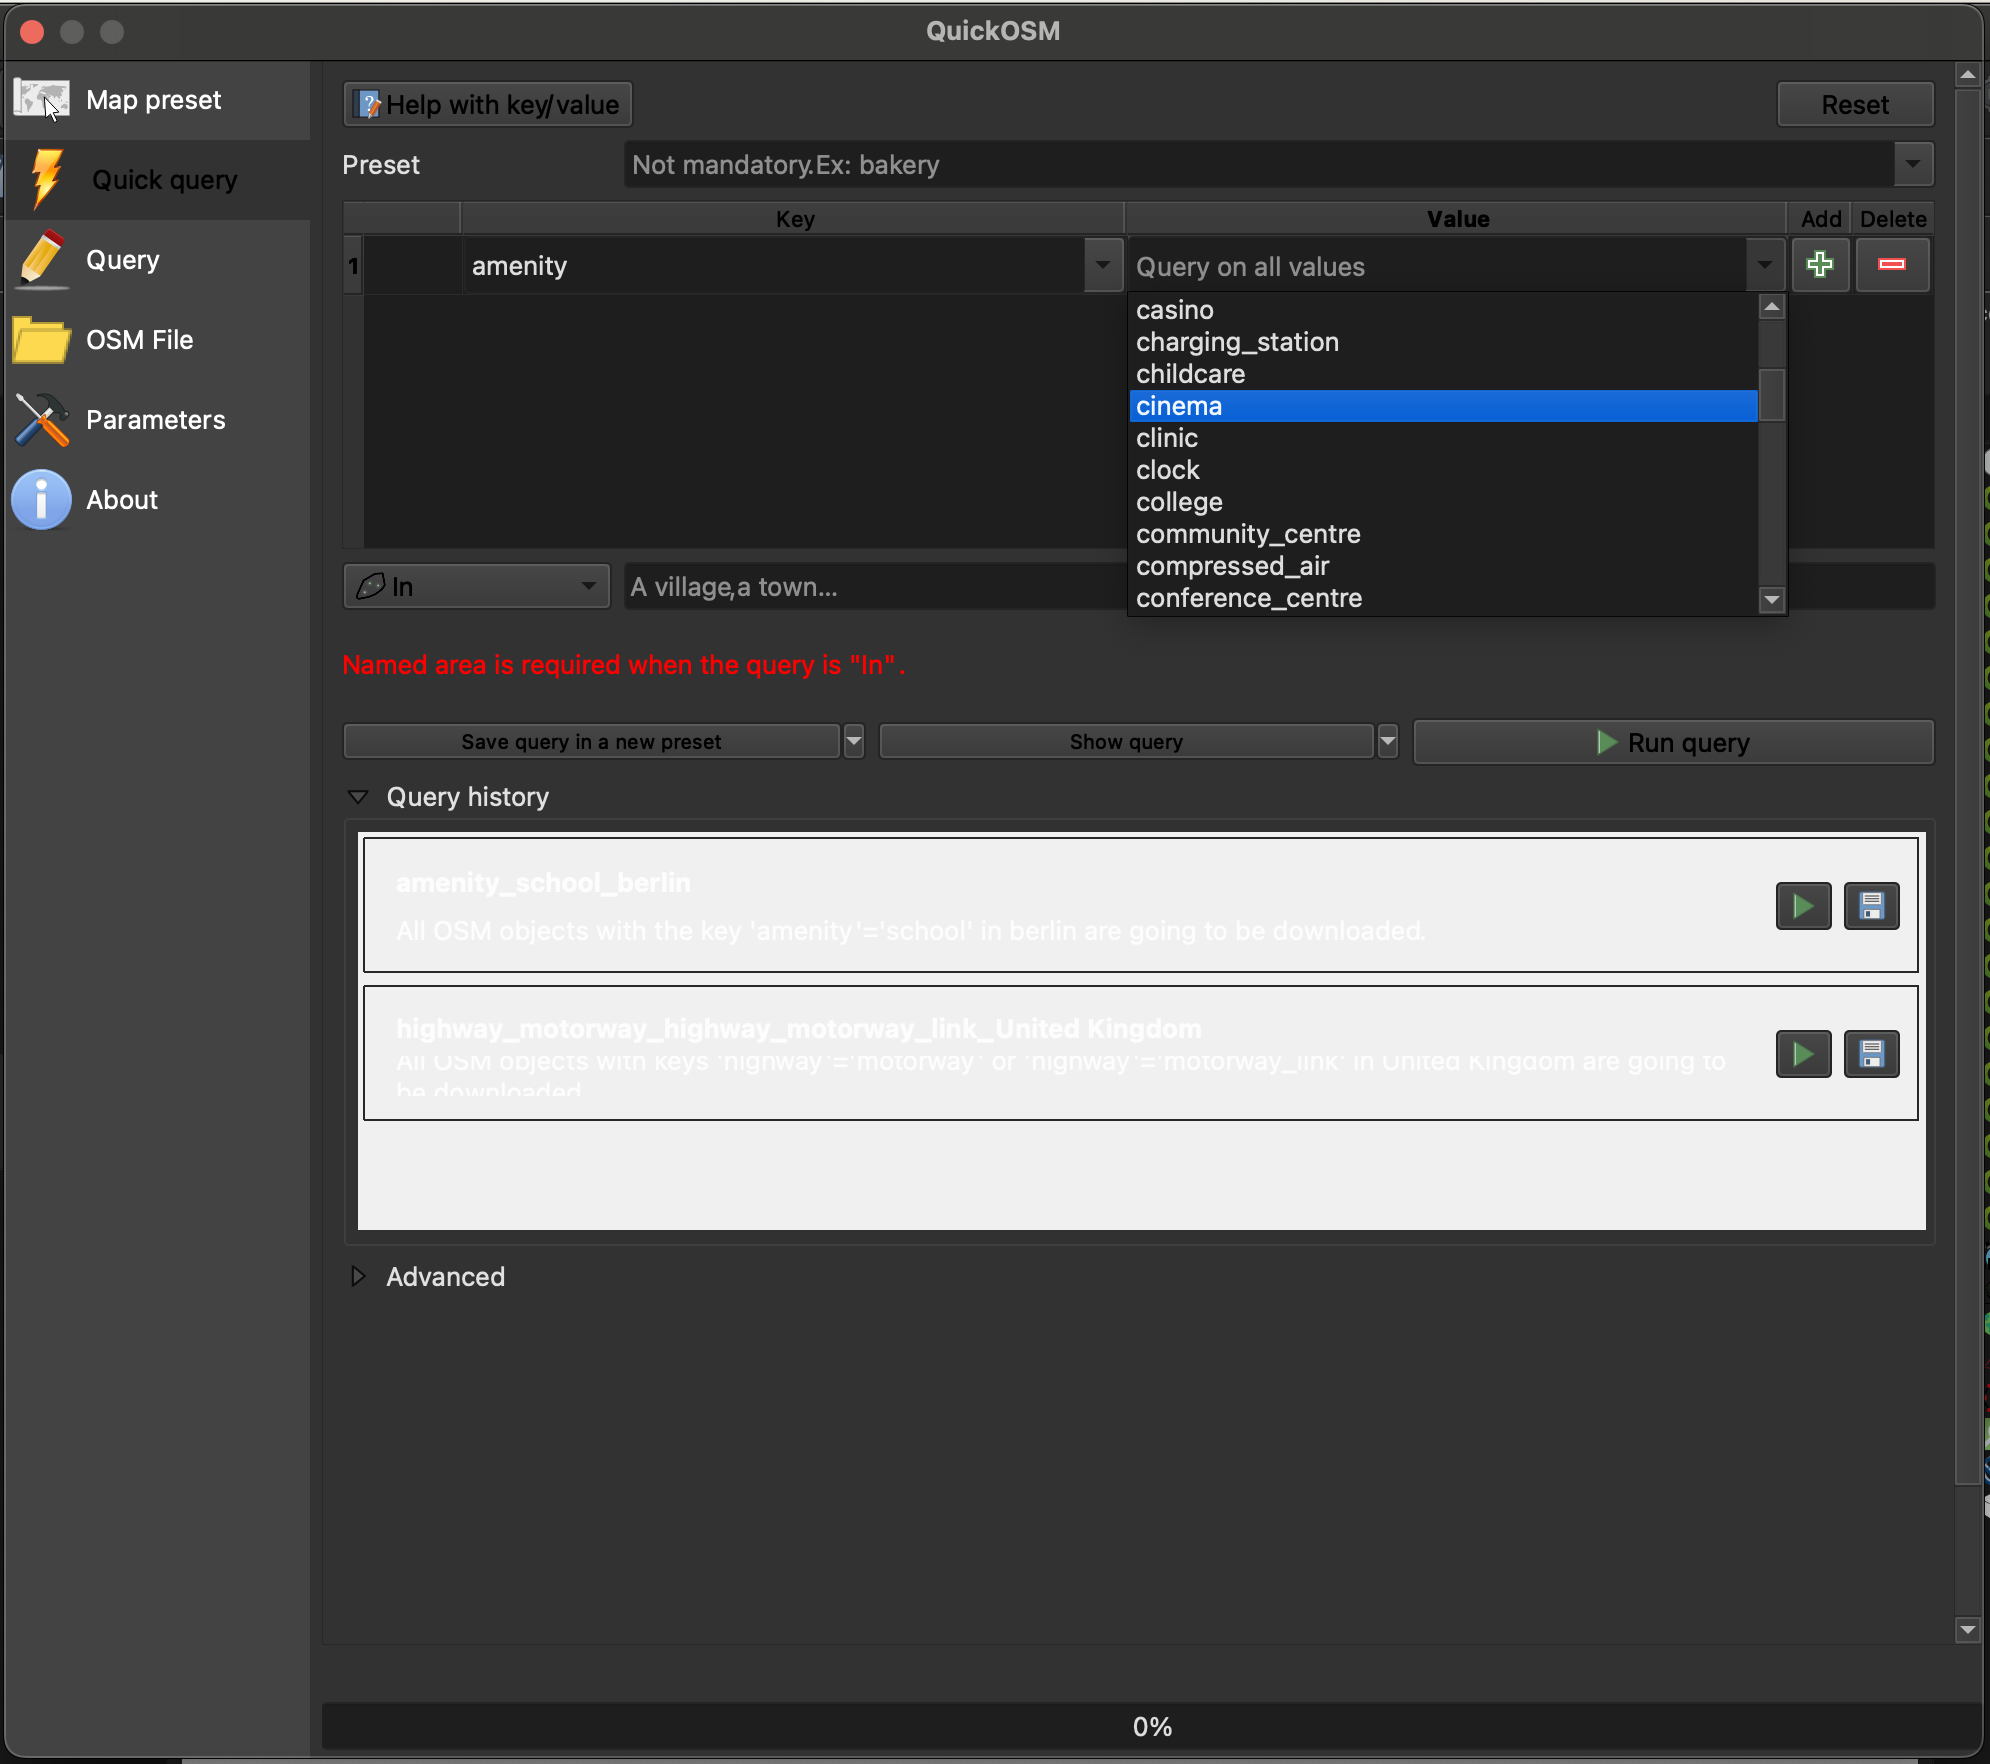 QuickOSM
Map preset
Quick query
Query
OSM File
Parameters
About
Help with key/value
Reset
Preset
Not mandatory.Ex: bakery
Key
Value
Add
Delete
1
amenity
Query on all values
casino
charging_station
childcare
cinema
clinic
clock
college
community_centre
compressed_air
conference_centre
In
A village,a town...
Named area is required when the query is "In".
Save query in a new preset
Show query
Run query
Query history
amenity_school_berlin
All OSM objects with the key 'amenity'='school' in berlin are going to be downloaded.
highway_motorway_highway_motorway_link_United Kingdom
All OSM objects with keys 'highway'='motorway' or 'highway'='motorway_link' in United Kingdom are going to
be downloaded
Advanced
0%